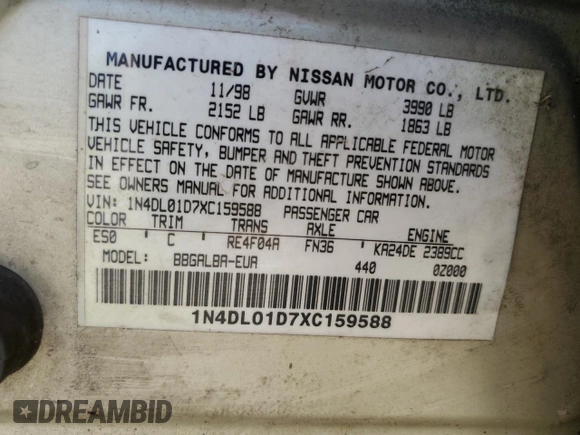 MANUFACTURED BY NISSAN MOTOR CO., LTD.
DATE 11/98 GVWR 3990 LB
GAWR FR. 2152 LB GAWR RR. 1863 LB
THIS VEHICLE CONFORMS TO ALL APPLICABLE FEDERAL MOTOR
VEHICLE SAFETY, BUMPER AND THEFT PREVENTION STANDARDS
IN EFFECT ON THE DATE OF MANUFACTURE SHOWN ABOVE.
SEE OWNERS MANUAL FOR ADDITIONAL INFORMATION.
VIN: 1N4DL01D7XC159588 PASSENGER CAR
COLOR TRIM TRANS AXLE ENGINE
ES0 C RE4F04A FN36 KA24DE 2389CC
MODEL: BBGALBA-EUA 440 0Z000
1N4DL01D7XC159588
DREAMBID